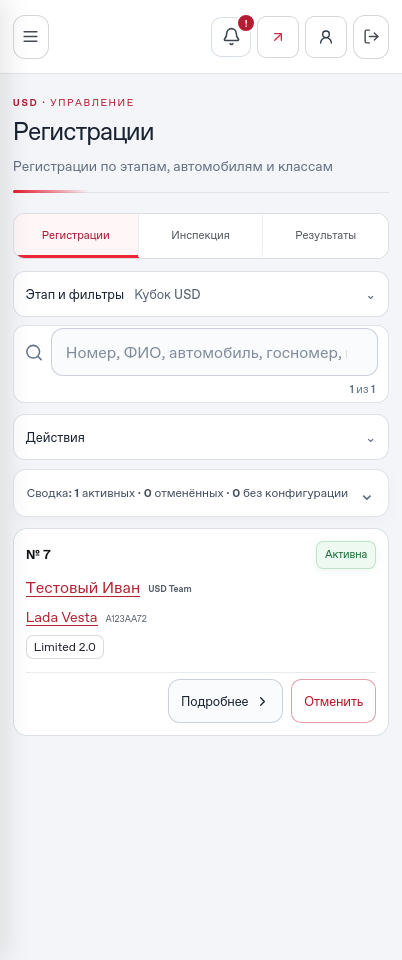 !
USD · УПРАВЛЕНИЕ
Регистрации
Регистрации по этапам, автомобилям и классам
Регистрации Инспекция Результаты
Этап и фильтры Кубок USD
Номер, ФИО, автомобиль, госномер,
1 из 1
Действия
Сводка: 1 активных · 0 отменённых · 0 без конфигурации
№ 7 Активна
Тестовый Иван USD Team
Lada Vesta A123AA72
Limited 2.0
Подробнее Отменить